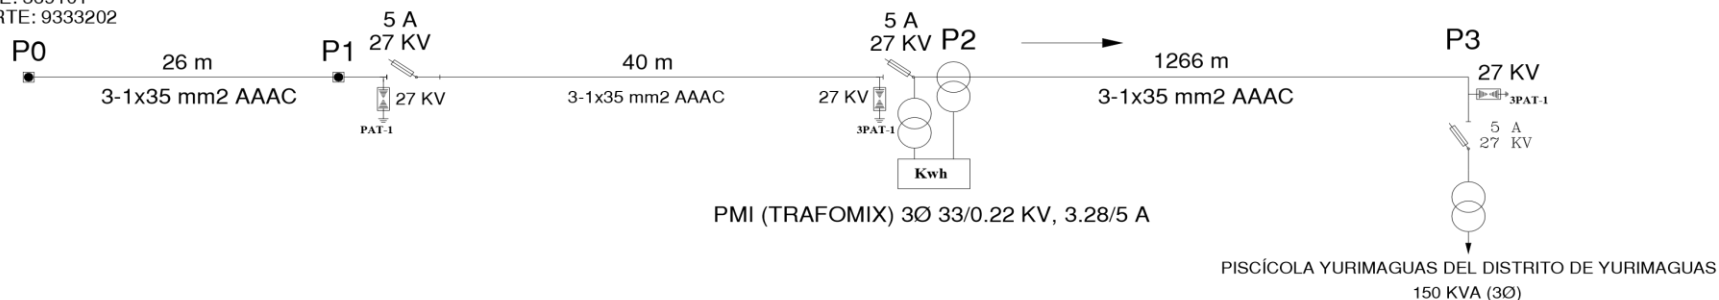 RTE: 9333202
P0
26 m
3-1x35 mm2 AAAC
P1
5 A
27 KV
27 KV
PAT-1
40 m
3-1x35 mm2 AAAC
5 A
27 KV
P2
27 KV
3PAT-1
Kwh
PMI (TRAFOMIX) 3Ø 33/0.22 KV, 3.28/5 A
1266 m
3-1x35 mm2 AAAC
P3
27 KV
3PAT-1
5 A
27 KV
PISCÍCOLA YURIMAGUAS DEL DISTRITO DE YURIMAGUAS
150 KVA (3Ø)